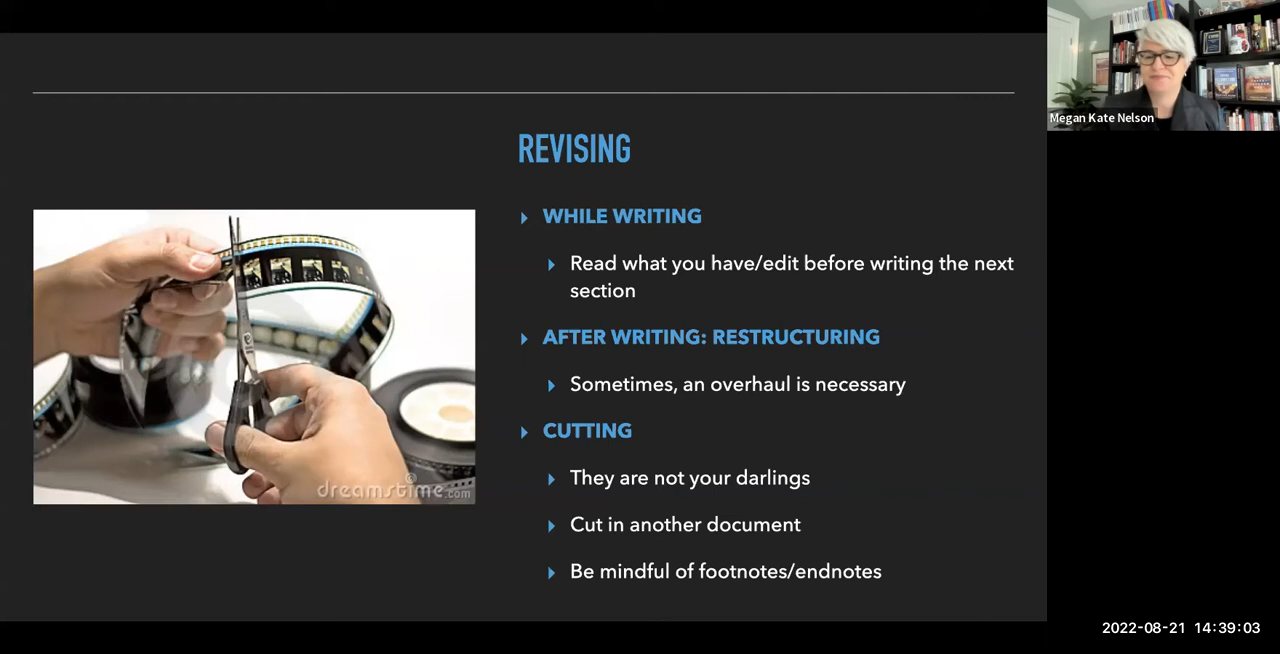 REVISING
WHILE WRITING
Read what you have/edit before writing the next
section
AFTER WRITING: RESTRUCTURING
Sometimes, an overhaul is necessary
CUTTING
They are not your darlings
Cut in another document
Be mindful of footnotes/endnotes
dreamstime.com
Megan Kate Nelson
2022-08-21 14:39:03